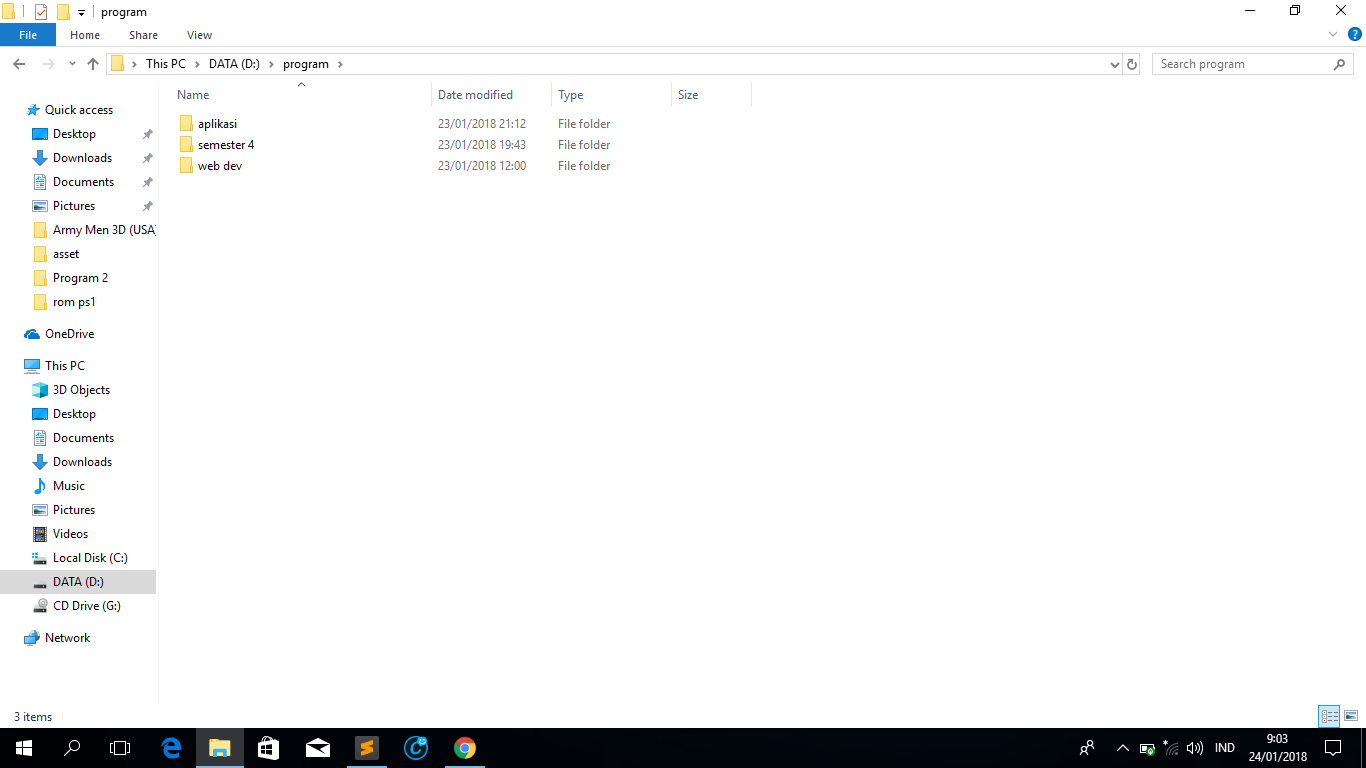 program
File Home Share View
This PC DATA (D:) program
Search program
Name Date modified Type Size
aplikasi 23/01/2018 21:12 File folder
semester 4 23/01/2018 19:43 File folder
web dev 23/01/2018 12:00 File folder
Quick access
Desktop
Downloads
Documents
Pictures
Army Men 3D (USA)
asset
Program 2
rom ps1
OneDrive
This PC
3D Objects
Desktop
Documents
Downloads
Music
Pictures
Videos
Local Disk (C:)
DATA (D:)
CD Drive (G:)
Network
3 items
IND
9:03
24/01/2018